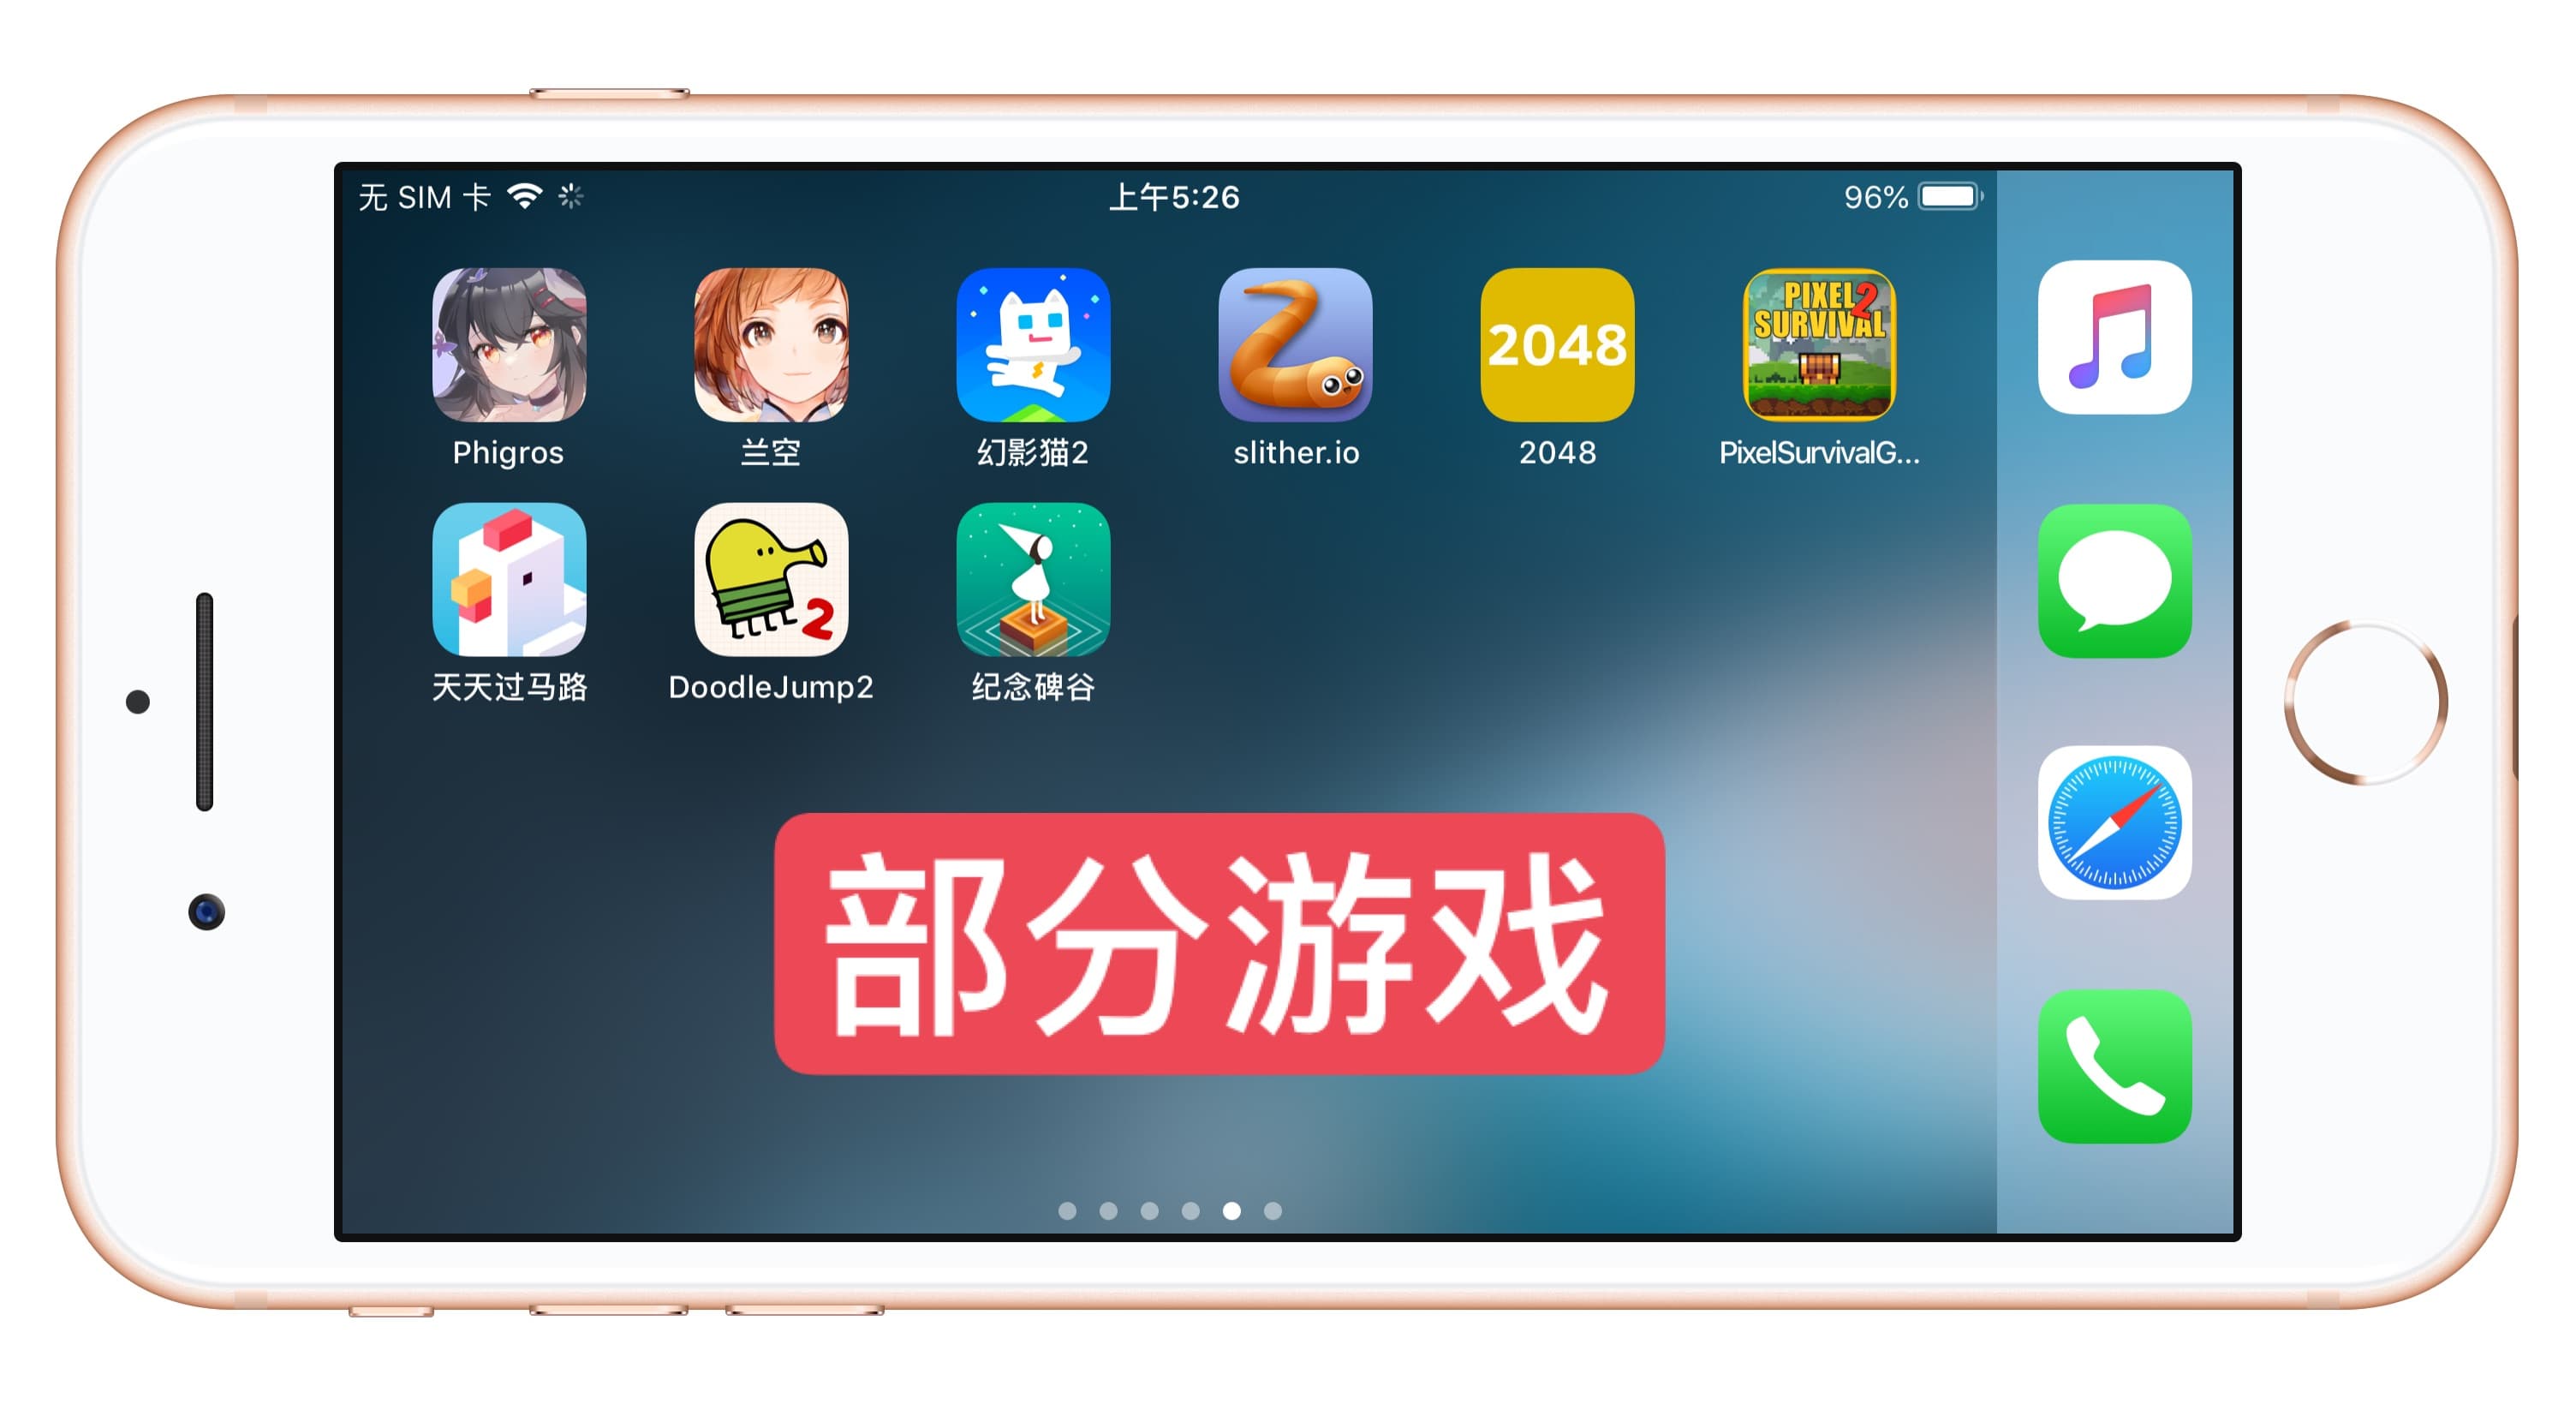 无 SIM 卡
上午5:26
96%
2048
PIXEL 2
SURVIVAL
Phigros
兰空
幻影猫2
slither.io
2048
PixelSurvivalG...
2
天天过马路
DoodleJump2
纪念碑谷
部分游戏